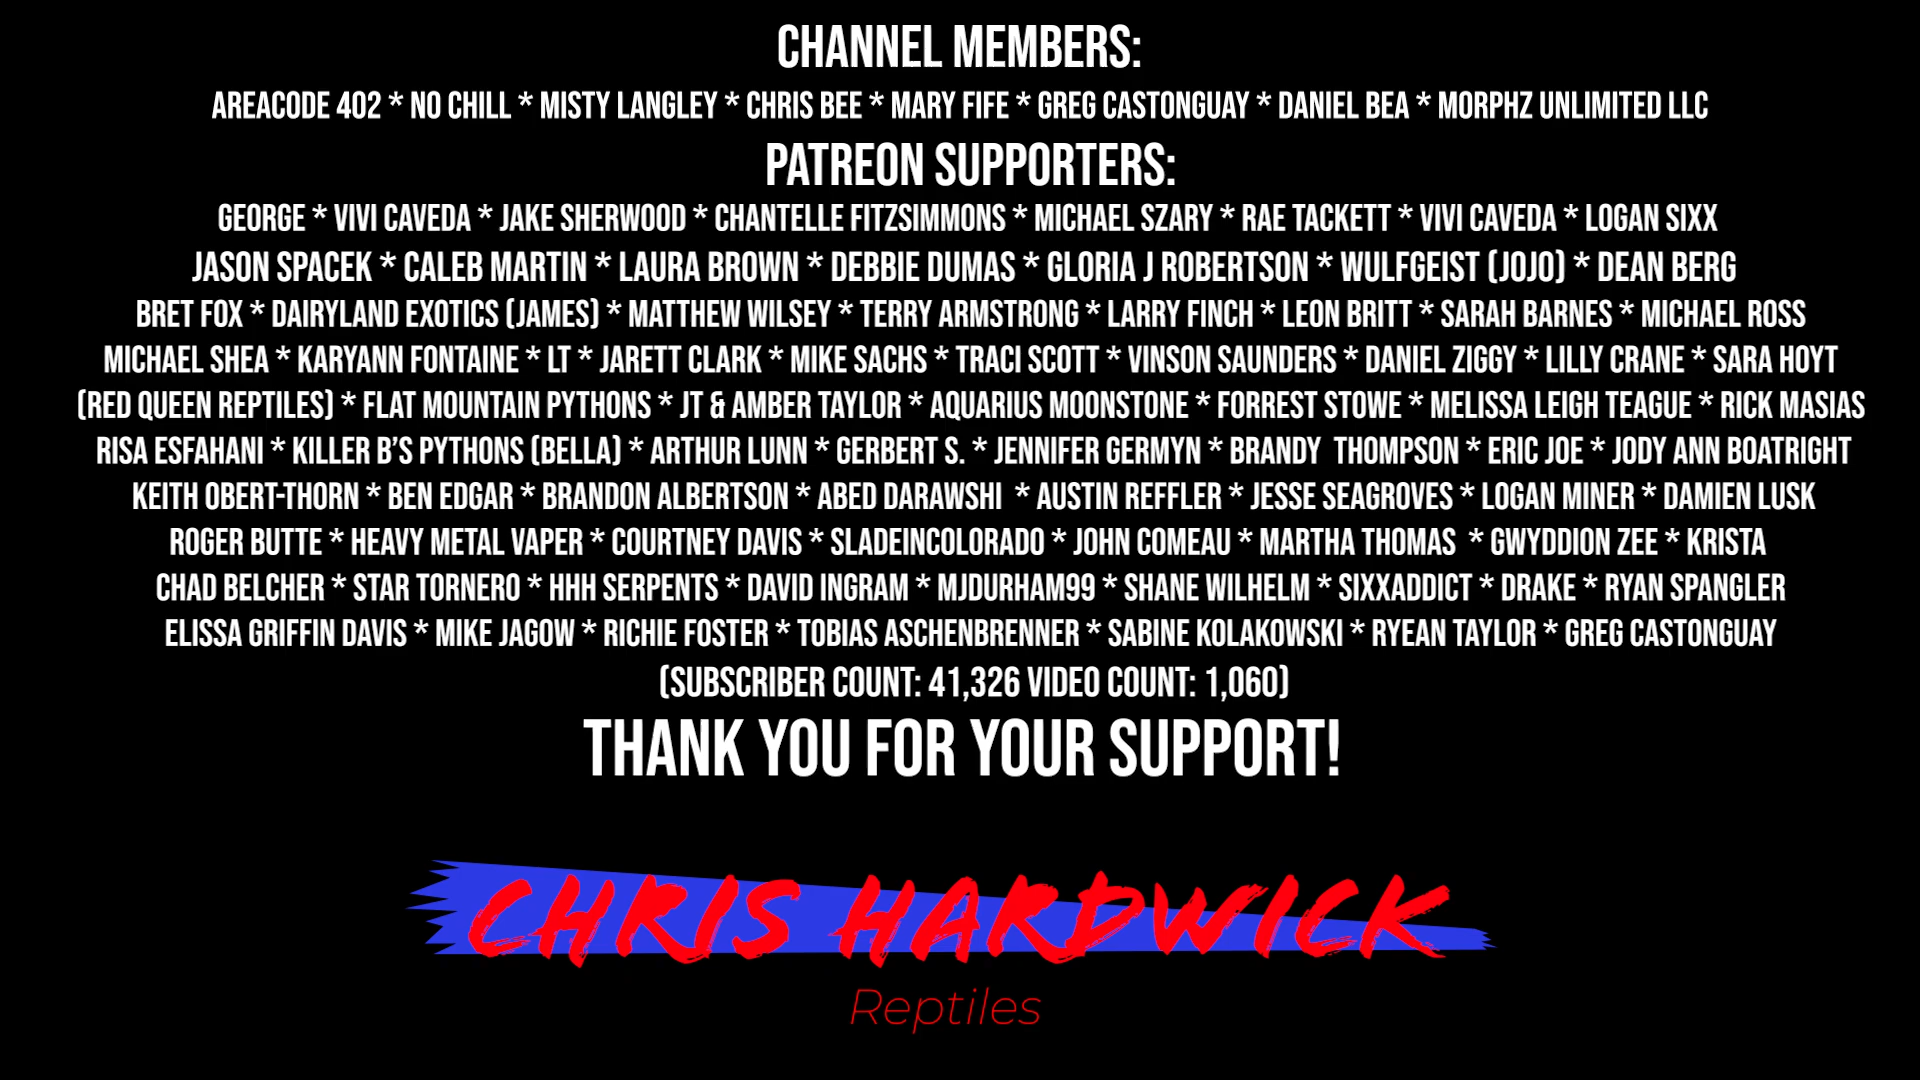 CHANNEL MEMBERS:
AREACODE 402 * NO CHILL * MISTY LANGLEY * CHRIS BEE * MARY FIFE * GREG CASTONGUAY * DANIEL BEA * MORPHZ UNLIMITED LLC
PATREON SUPPORTERS:
GEORGE * VIVI CAVEDA * JAKE SHERWOOD * CHANTELLE FITZSIMMONS * MICHAEL SZARY * RAE TACKETT * VIVI CAVEDA * LOGAN SIXX
JASON SPACEK * CALEB MARTIN * LAURA BROWN * DEBBIE DUMAS * GLORIA J ROBERTSON * WULFGEIST (JOJO) * DEAN BERG
BRET FOX * DAIRYLAND EXOTICS (JAMES) * MATTHEW WILSEY * TERRY ARMSTRONG * LARRY FINCH * LEON BRITT * SARAH BARNES * MICHAEL ROSS
MICHAEL SHEA * KARYANN FONTAINE * LT * JARETT CLARK * MIKE SACHS * TRACI SCOTT * VINSON SAUNDERS * DANIEL ZIGGY * LILLY CRANE * SARA HOYT
(RED QUEEN REPTILES) * FLAT MOUNTAIN PYTHONS * JT & AMBER TAYLOR * AQUARIUS MOONSTONE * FORREST STOWE * MELISSA LEIGH TEAGUE * RICK MASIAS
RISA ESFAHANI * KILLER B’S PYTHONS (BELLA) * ARTHUR LUNN * GERBERT S. * JENNIFER GERMYN * BRANDY THOMPSON * ERIC JOE * JODY ANN BOATRIGHT
KEITH OBERT-THORN * BEN EDGAR * BRANDON ALBERTSON * ABED DARAWSHI * AUSTIN REFFLER * JESSE SEAGROVES * LOGAN MINER * DAMIEN LUSK
ROGER BUTTE * HEAVY METAL VAPER * COURTNEY DAVIS * SLADEINCOLORADO * JOHN COMEAU * MARTHA THOMAS * GWYDDION ZEE * KRISTA
CHAD BELCHER * STAR TORNERO * HHH SERPENTS * DAVID INGRAM * MJDURHAM99 * SHANE WILHELM * SIXXADDICT * DRAKE * RYAN SPANGLER
ELISSA GRIFFIN DAVIS * MIKE JAGOW * RICHIE FOSTER * TOBIAS ASCHENBRENNER * SABINE KOLAKOWSKI * RYEAN TAYLOR * GREG CASTONGUAY
(SUBSCRIBER COUNT: 41,326 VIDEO COUNT: 1,060)
THANK YOU FOR YOUR SUPPORT!
CHRIS HARDWICK
Reptiles